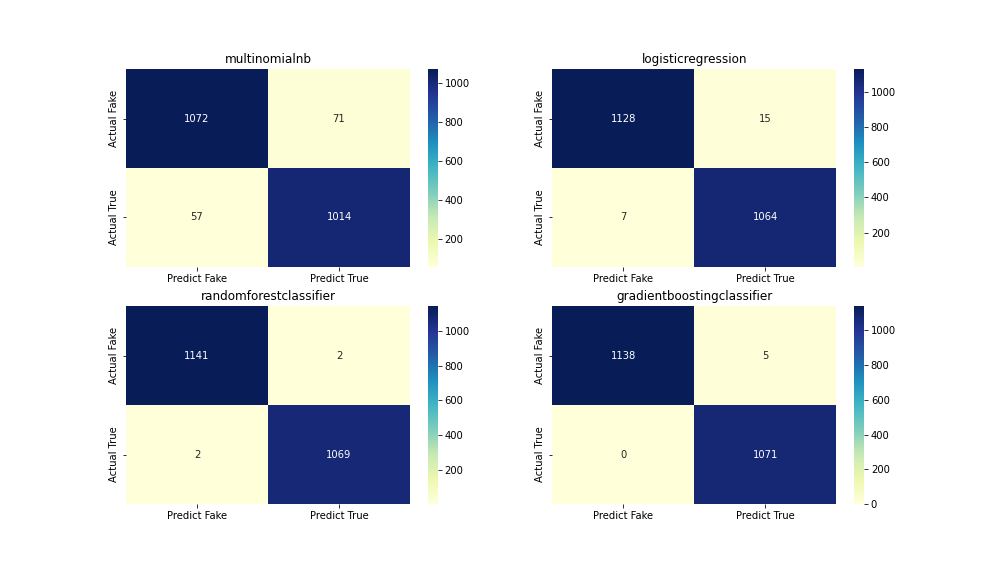 multinomialnb
Actual Fake
1072
71
Actual True
57
1014
Predict Fake
Predict True
1000
800
600
400
200
logisticregression
Actual Fake
1128
15
Actual True
7
1064
Predict Fake
Predict True
1000
800
600
400
200
randomforestclassifier
Actual Fake
1141
2
Actual True
2
1069
Predict Fake
Predict True
1000
800
600
400
200
gradientboostingclassifier
Actual Fake
1138
5
Actual True
0
1071
Predict Fake
Predict True
1000
800
600
400
200
0